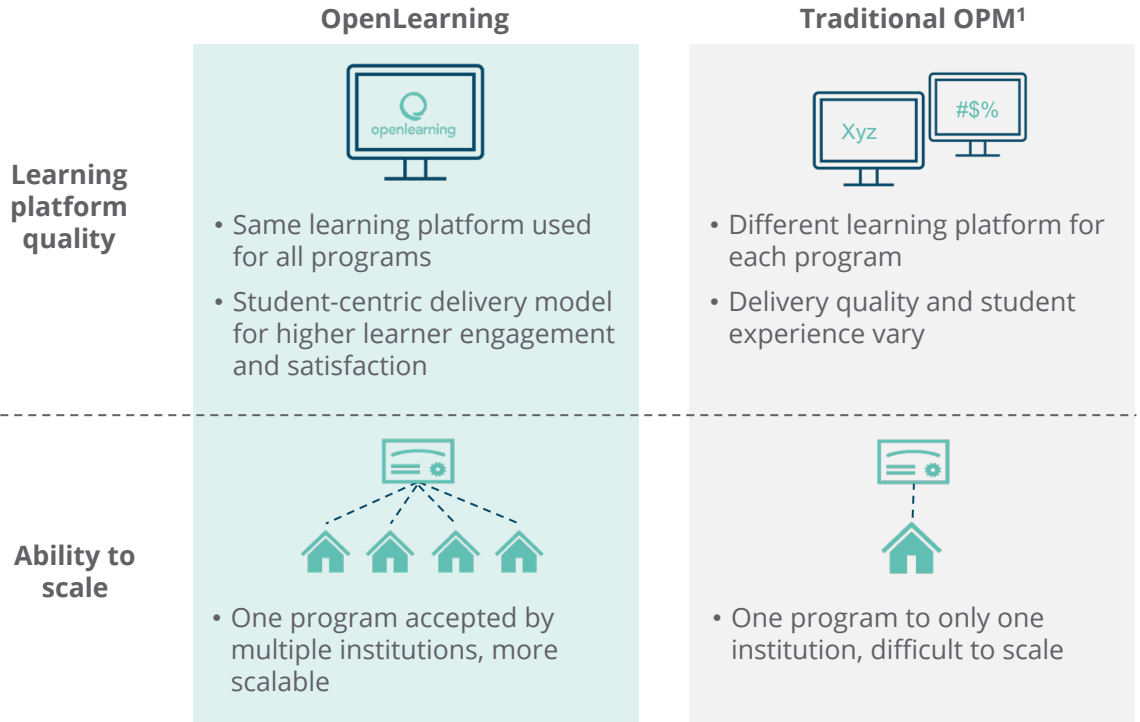 OpenLearning
Traditional OPM¹
Learning
platform
quality
openlearning
Xyz
#$%
• Same learning platform used
for all programs
• Student-centric delivery model
for higher learner engagement
and satisfaction
• Different learning platform for
each program
• Delivery quality and student
experience vary
Ability to
scale
• One program accepted by
multiple institutions, more
scalable
• One program to only one
institution, difficult to scale